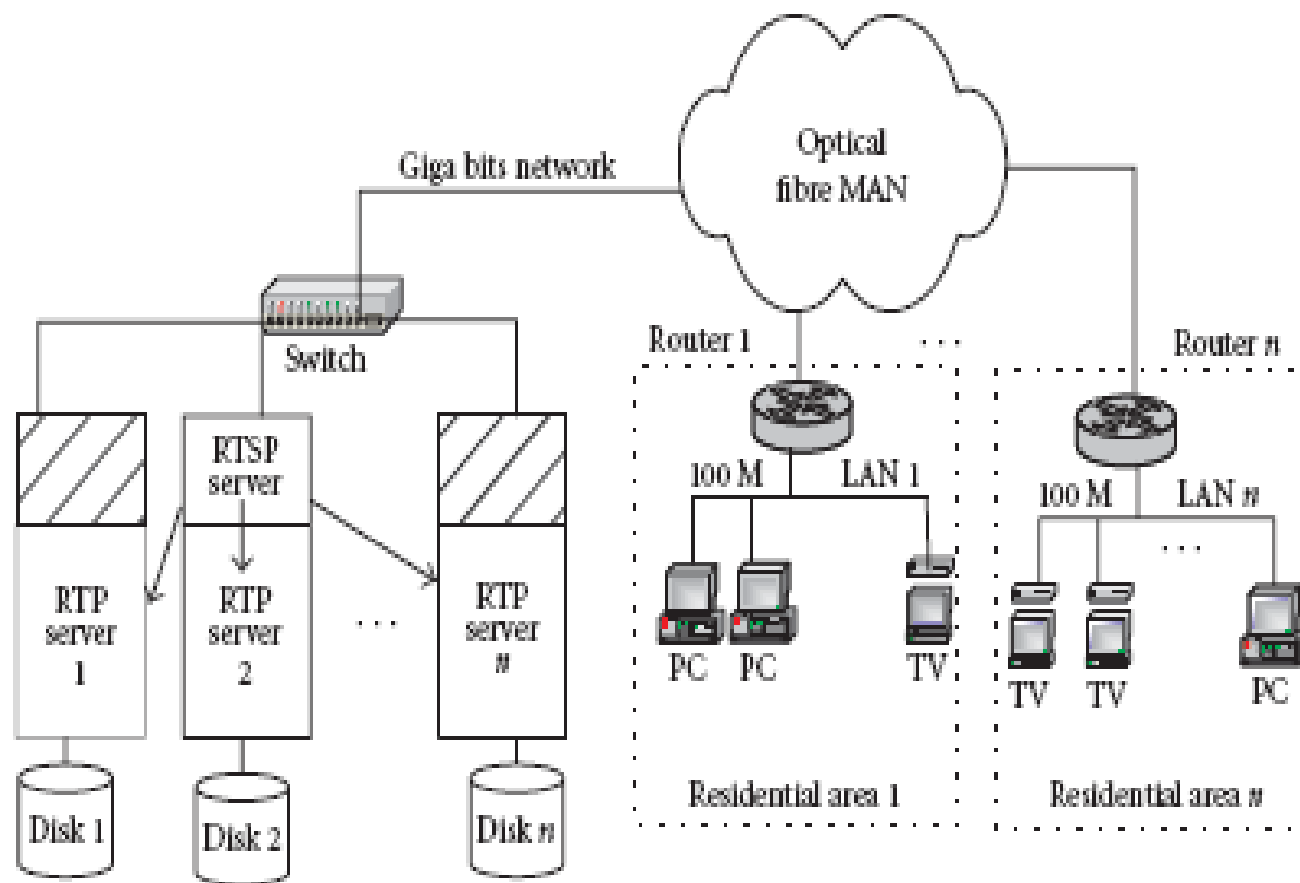 Optical
fibre MAN
Giga bits network
Switch
Router 1
. . .
Router n
RTSP
server
100 M
LAN 1
100 M
LAN n
. . .
RTP
server
1
RTP
server
2
. . .
RTP
server
n
PC
PC
TV
TV
TV
PC
Disk 1
Disk 2
Disk n
Residential area 1
Residential area n